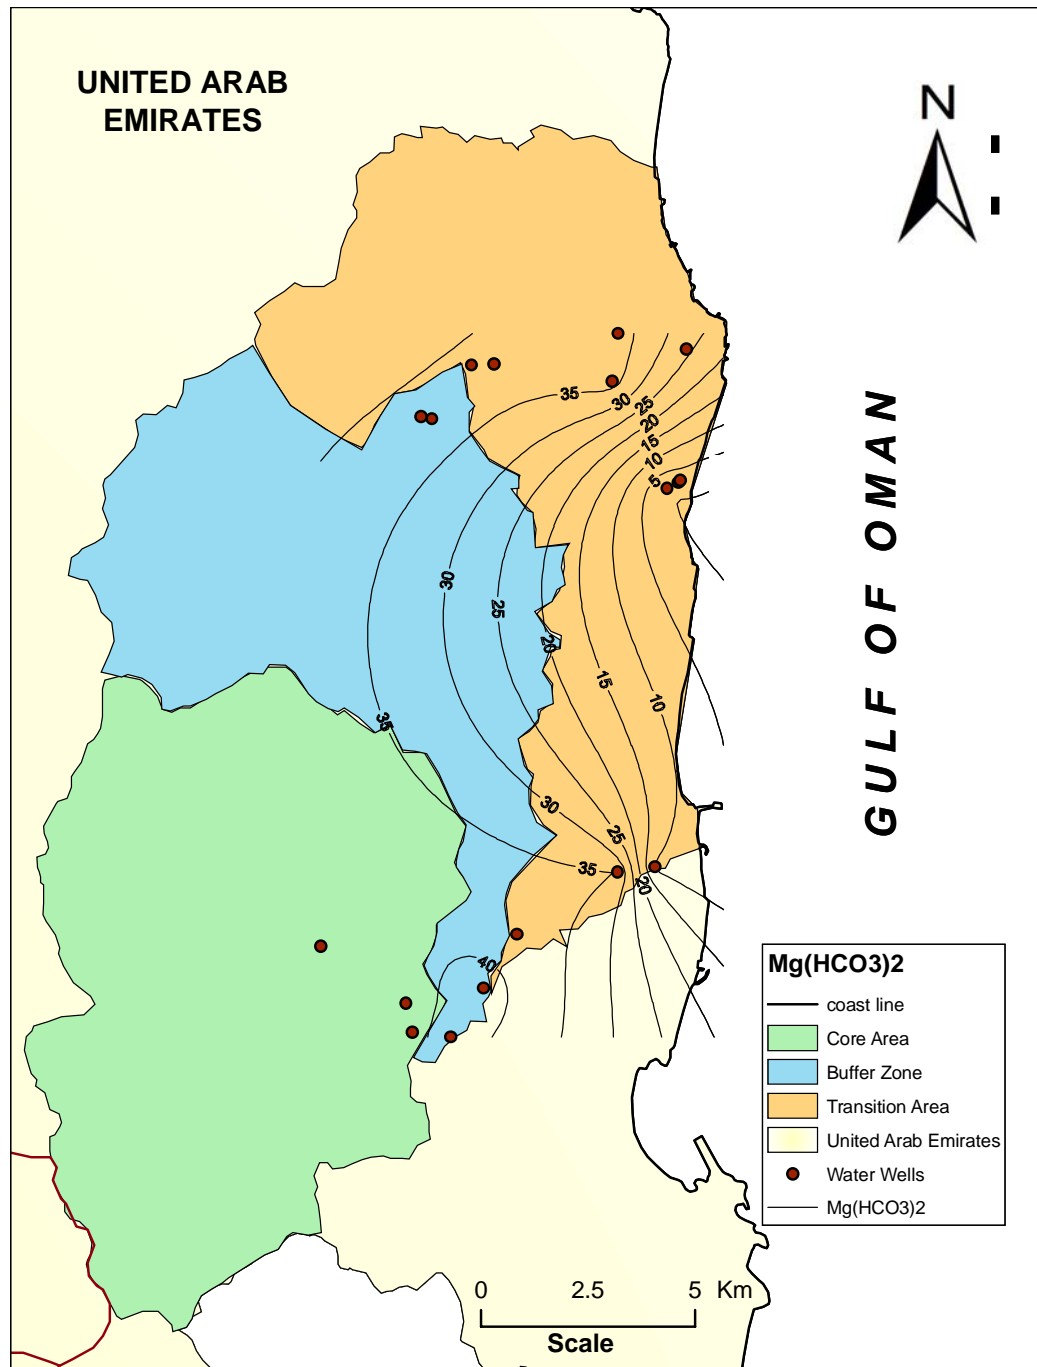 UNITED ARAB
EMIRATES
N
35
30
25
20
15
10
5
30
25
20
15
10
35
30
25
35
20
40
GULF OF OMAN
Mg(HCO3)2
coast line
Core Area
Buffer Zone
Transition Area
United Arab Emirates
Water Wells
Mg(HCO3)2
0 2.5 5 Km
Scale